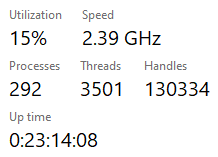 Utilization Speed
15% 2.39 GHz
Processes Threads Handles
292 3501 130334
Up time
0:23:14:08